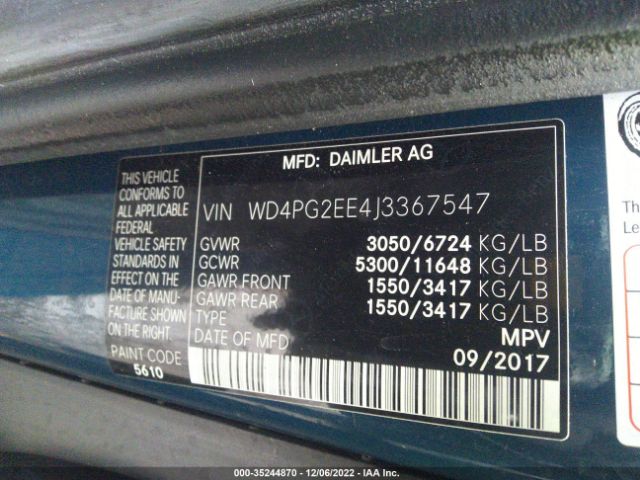 MFD: DAIMLER AG
THIS VEHICLE
CONFORMS TO
ALL APPLICABLE
FEDERAL
VEHICLE SAFETY
STANDARDS IN
EFFECT ON THE
DATE OF MANU-
FACTURE SHOWN
ON THE RIGHT.
PAINT CODE
5610
VIN WD4PG2EE4J3367547
GVWR 3050/6724 KG/LB
GCWR 5300/11648 KG/LB
GAWR FRONT 1550/3417 KG/LB
GAWR REAR 1550/3417 KG/LB
TYPE MPV
DATE OF MFD 09/2017
Th
Le
000-35244870 - 12/06/2022 - IAA Inc.